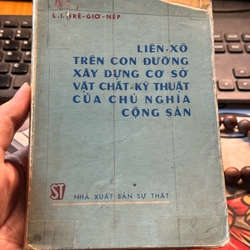 L.I. BRÊ-GIƠ-NÉP
LIÊN-XÔ
TRÊN CON ĐƯỜNG
XÂY DỰNG CƠ SỞ
VẬT CHẤT-KỸ THUẬT
CỦA CHỦ NGHĨA
CỘNG SẢN
ST
NHÀ XUẤT BẢN SỰ THẬT